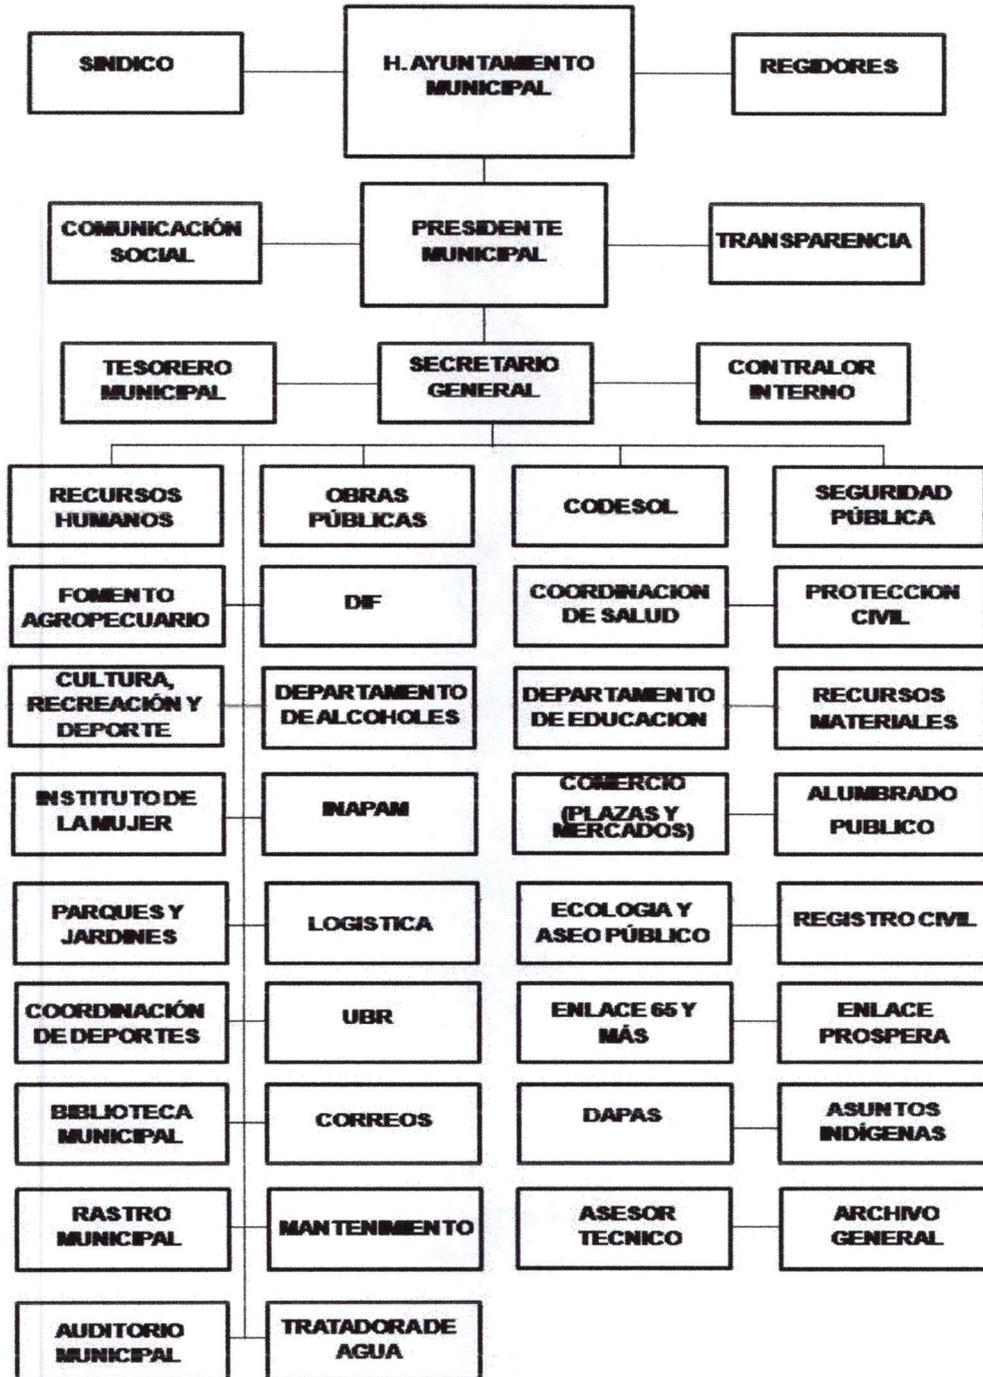 SINDICO
H. AYUNTAMIENTO
MUNICIPAL
REGIDORES
COMUNICACIÓN
SOCIAL
PRESIDENTE
MUNICIPAL
TRANSPARENCIA
TESORERO
MUNICIPAL
SECRETARIO
GENERAL
CONTRALOR
INTERNO
RECURSOS
HUMANOS
OBRAS
PÚBLICAS
CODESOL
SEGURIDAD
PÚBLICA
FOMENTO
AGROPECUARIO
DIF
COORDINACION
DE SALUD
PROTECCION
CIVIL
CULTURA,
RECREACIÓN Y
DEPORTE
DEPARTAMENTO
DE ALCOHOLES
DEPARTAMENTO
DE EDUCACION
RECURSOS
MATERIALES
INSTITUTO DE
LA MUJER
INAPAM
COMERCIO
(PLAZAS Y
MERCADOS)
ALUMBRADO
PUBLICO
PARQUES Y
JARDINES
LOGISTICA
ECOLOGIA Y
ASEO PÚBLICO
REGISTRO CIVIL
COORDINACIÓN
DE DEPORTES
UBR
ENLACE 65 Y
MÁS
ENLACE
PROSPERA
BIBLIOTECA
MUNICIPAL
CORREOS
DAPAS
ASUNTOS
INDÍGENAS
RASTRO
MUNICIPAL
MANTENIMIENTO
ASESOR
TECNICO
ARCHIVO
GENERAL
AUDITORIO
MUNICIPAL
TRATADORA DE
AGUA